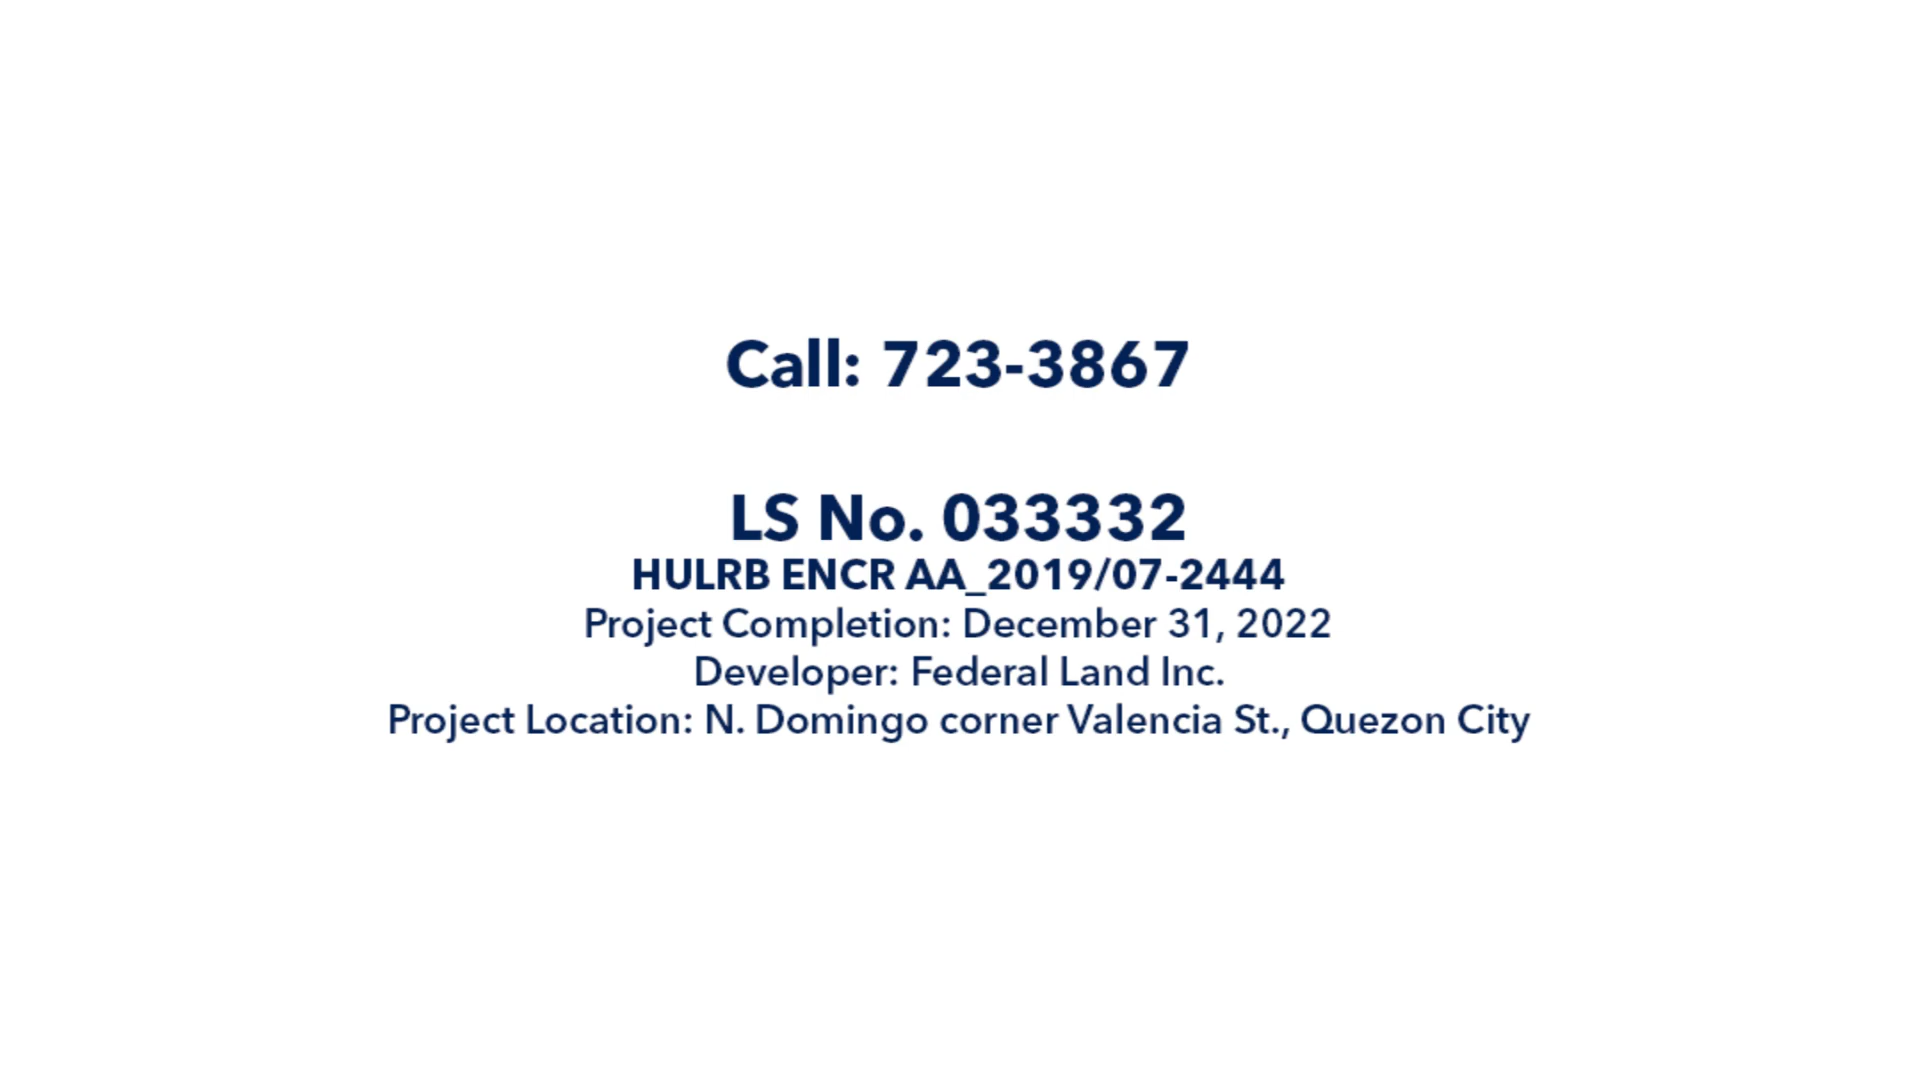 Call: 723-3867
LS No. 033332
HULRB ENCR AA_2019/07-2444
Project Completion: December 31, 2022
Developer: Federal Land Inc.
Project Location: N. Domingo corner Valencia St., Quezon City